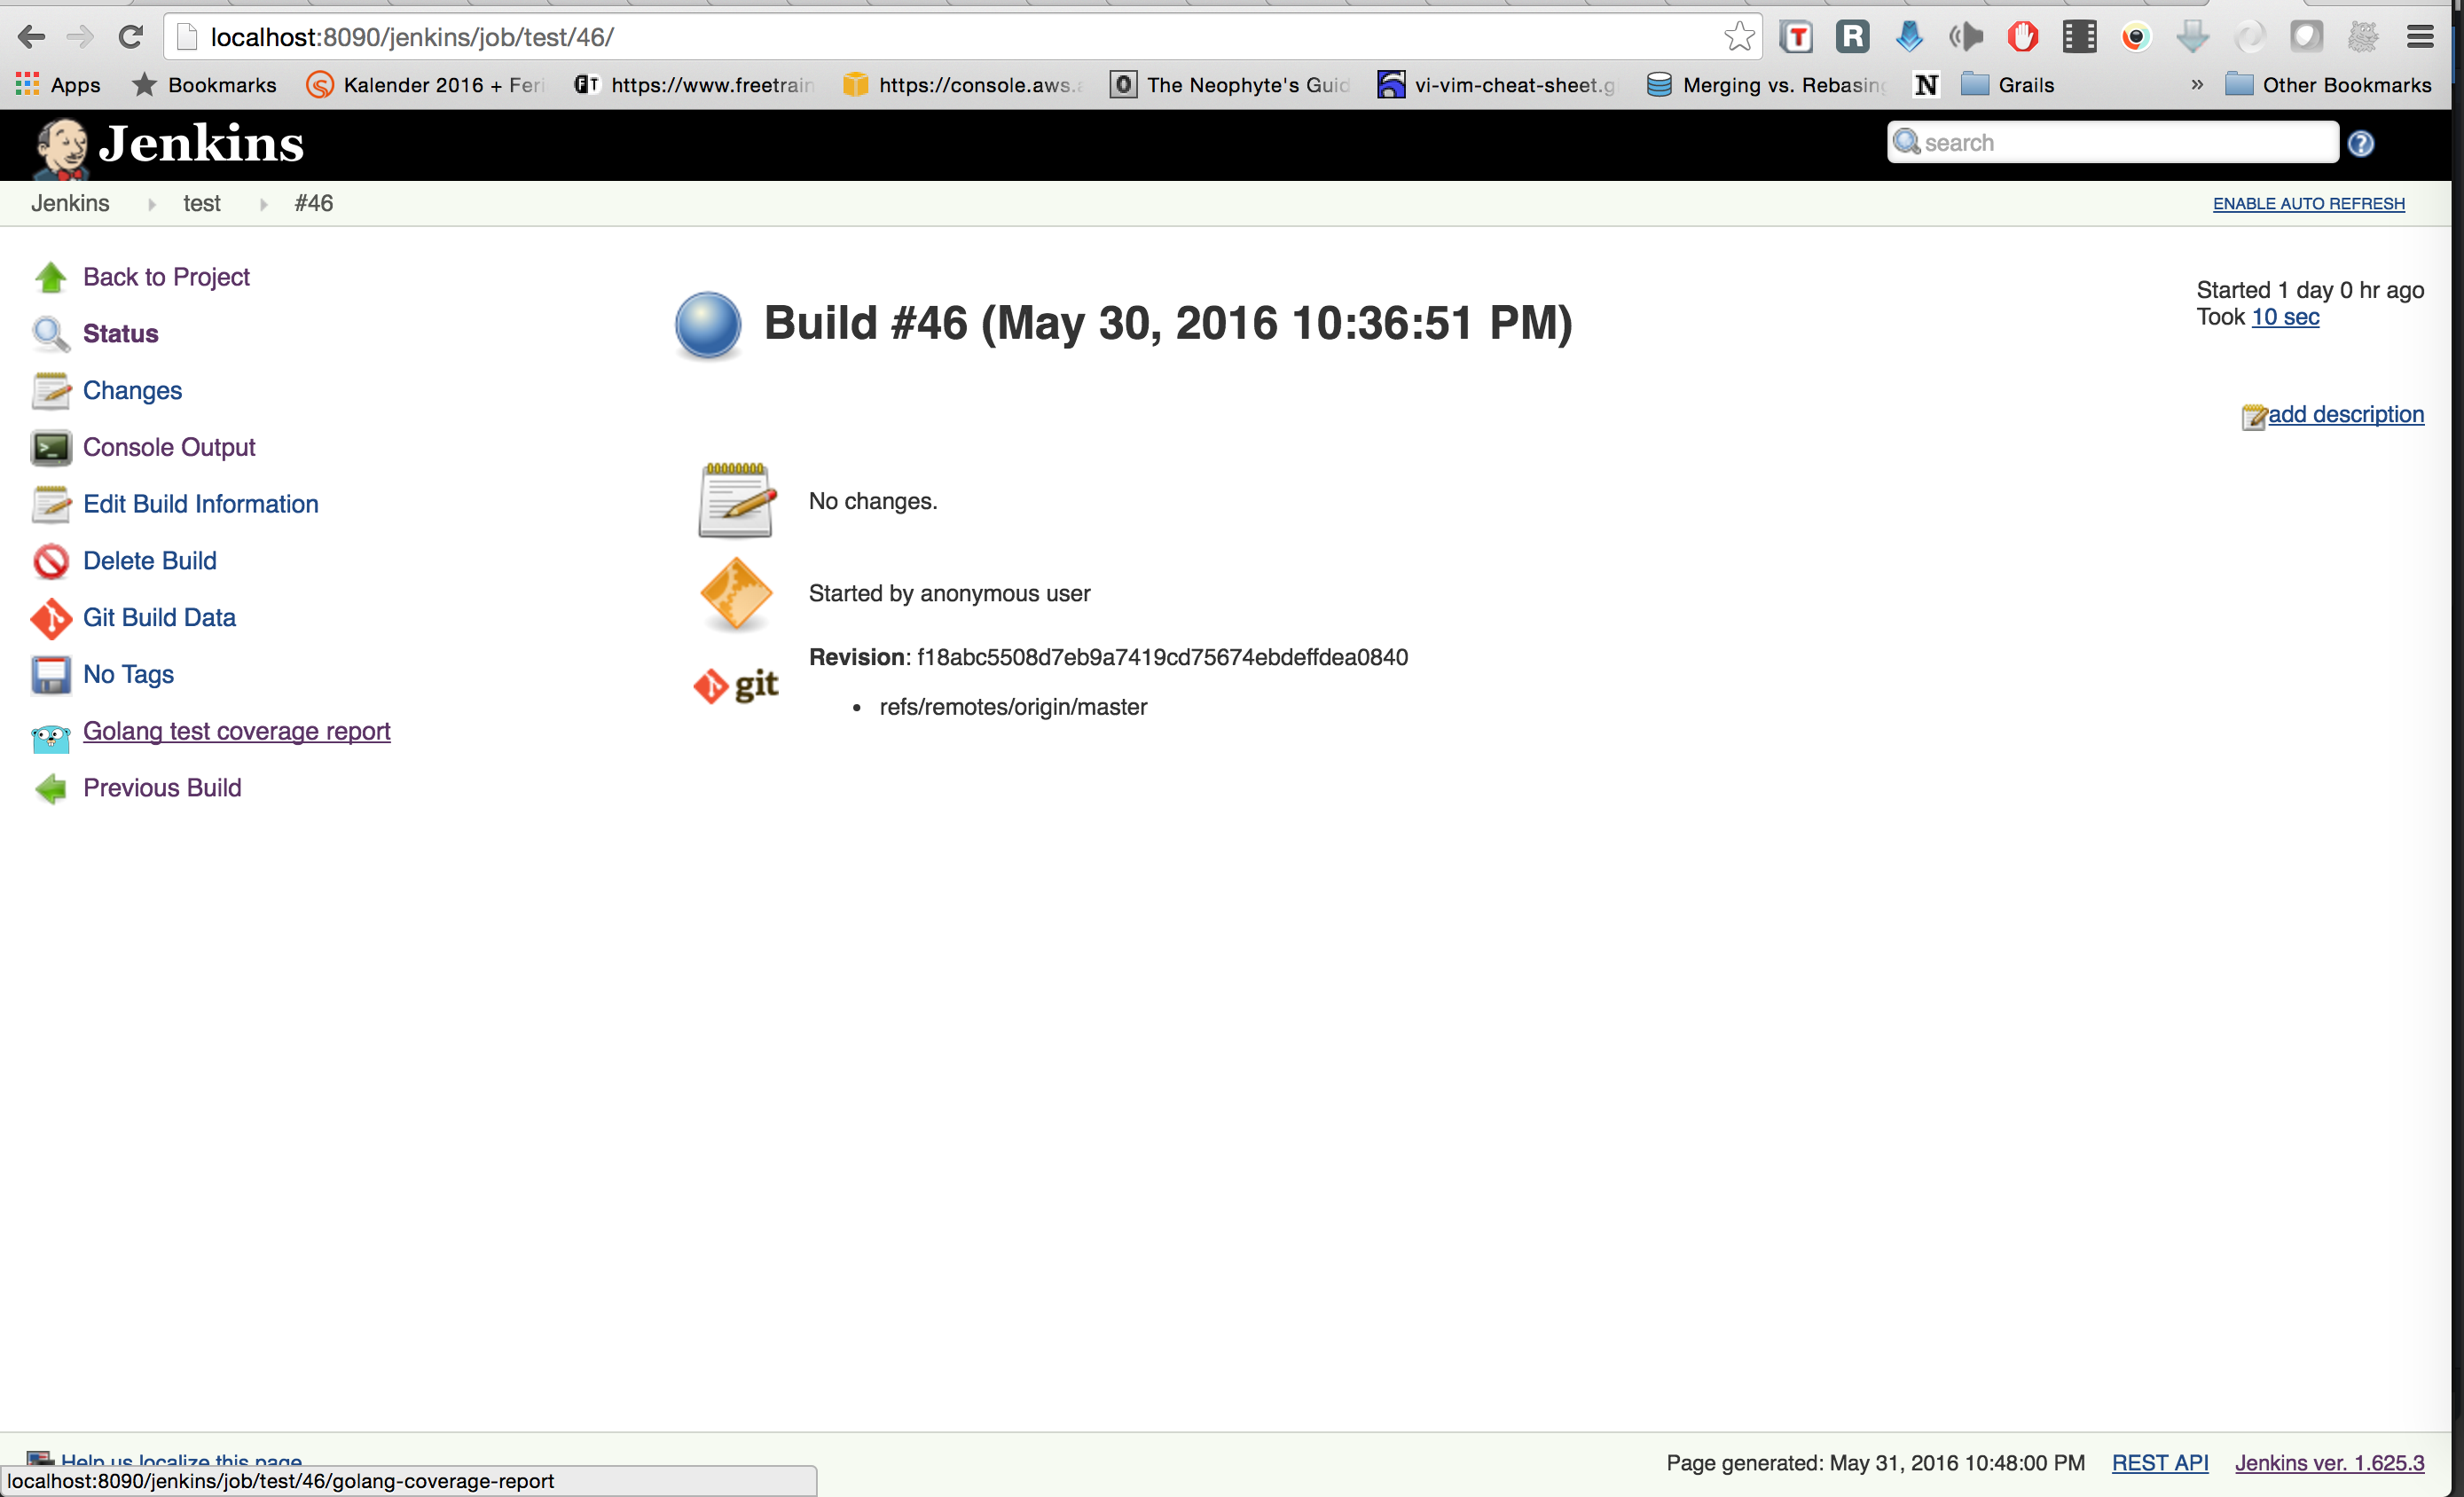 localhost:8090/jenkins/job/test/46/
Apps Bookmarks Kalender 2016 + Feri https://www.freetrain https://console.aws. The Neophyte's Guid vi-vim-cheat-sheet.g Merging vs. Rebasing Grails » Other Bookmarks
Jenkins
search
Jenkins test #46
ENABLE AUTO REFRESH
Back to Project
Status
Changes
Console Output
Edit Build Information
Delete Build
Git Build Data
No Tags
Golang test coverage report
Previous Build
Build #46 (May 30, 2016 10:36:51 PM)
Started 1 day 0 hr ago
Took 10 sec
add description
No changes.
Started by anonymous user
git
Revision: f18abc5508d7eb9a7419cd75674ebdeffdea0840
• refs/remotes/origin/master
Help us localize this page
localhost:8090/jenkins/job/test/46/golang-coverage-report
Page generated: May 31, 2016 10:48:00 PM REST API Jenkins ver. 1.625.3